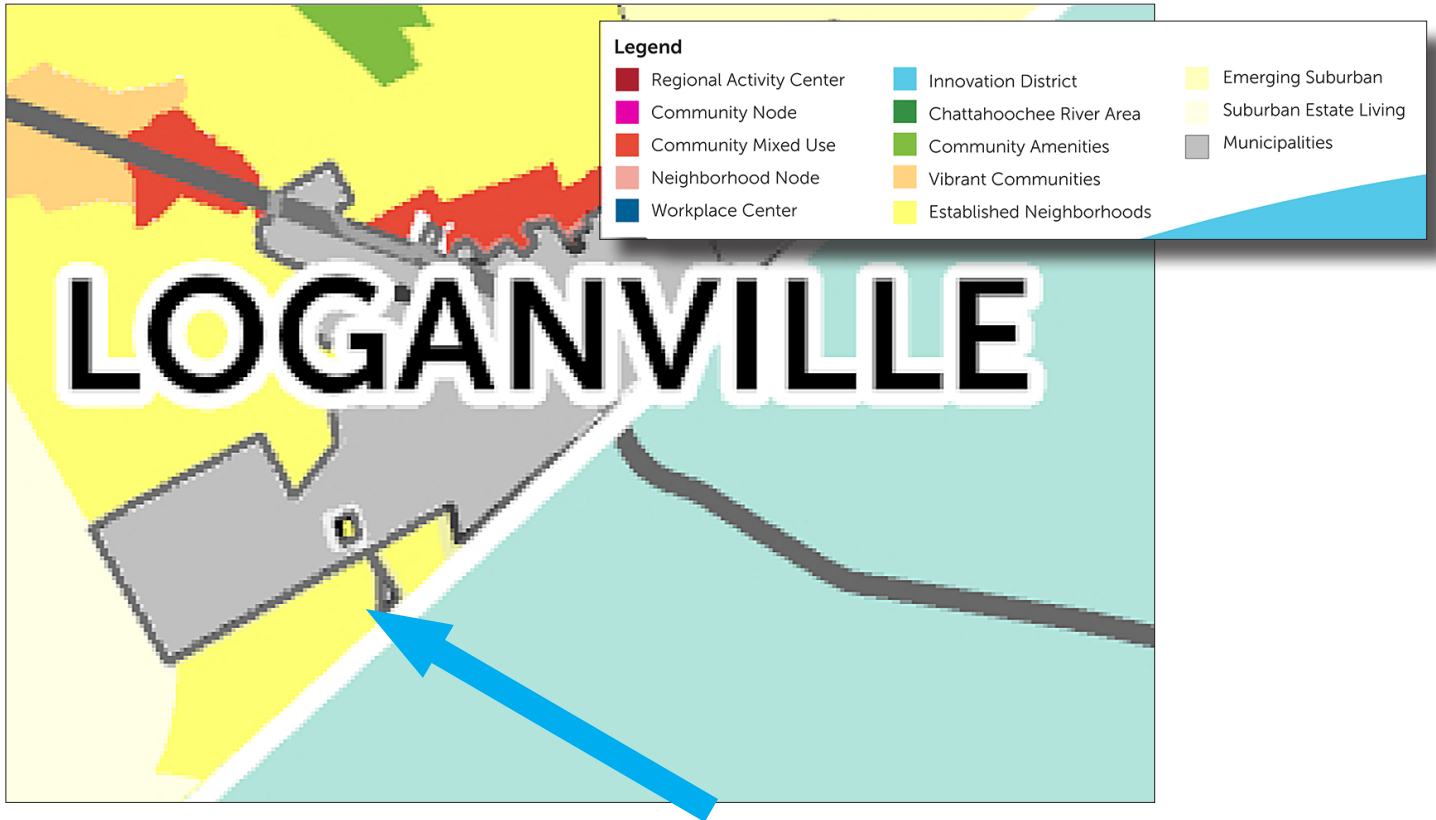 Legend
Regional Activity Center
Community Node
Community Mixed Use
Neighborhood Node
Workplace Center
Innovation District
Chattahoochee River Area
Community Amenities
Vibrant Communities
Established Neighborhoods
Emerging Suburban
Suburban Estate Living
Municipalities
LOGANVILLE